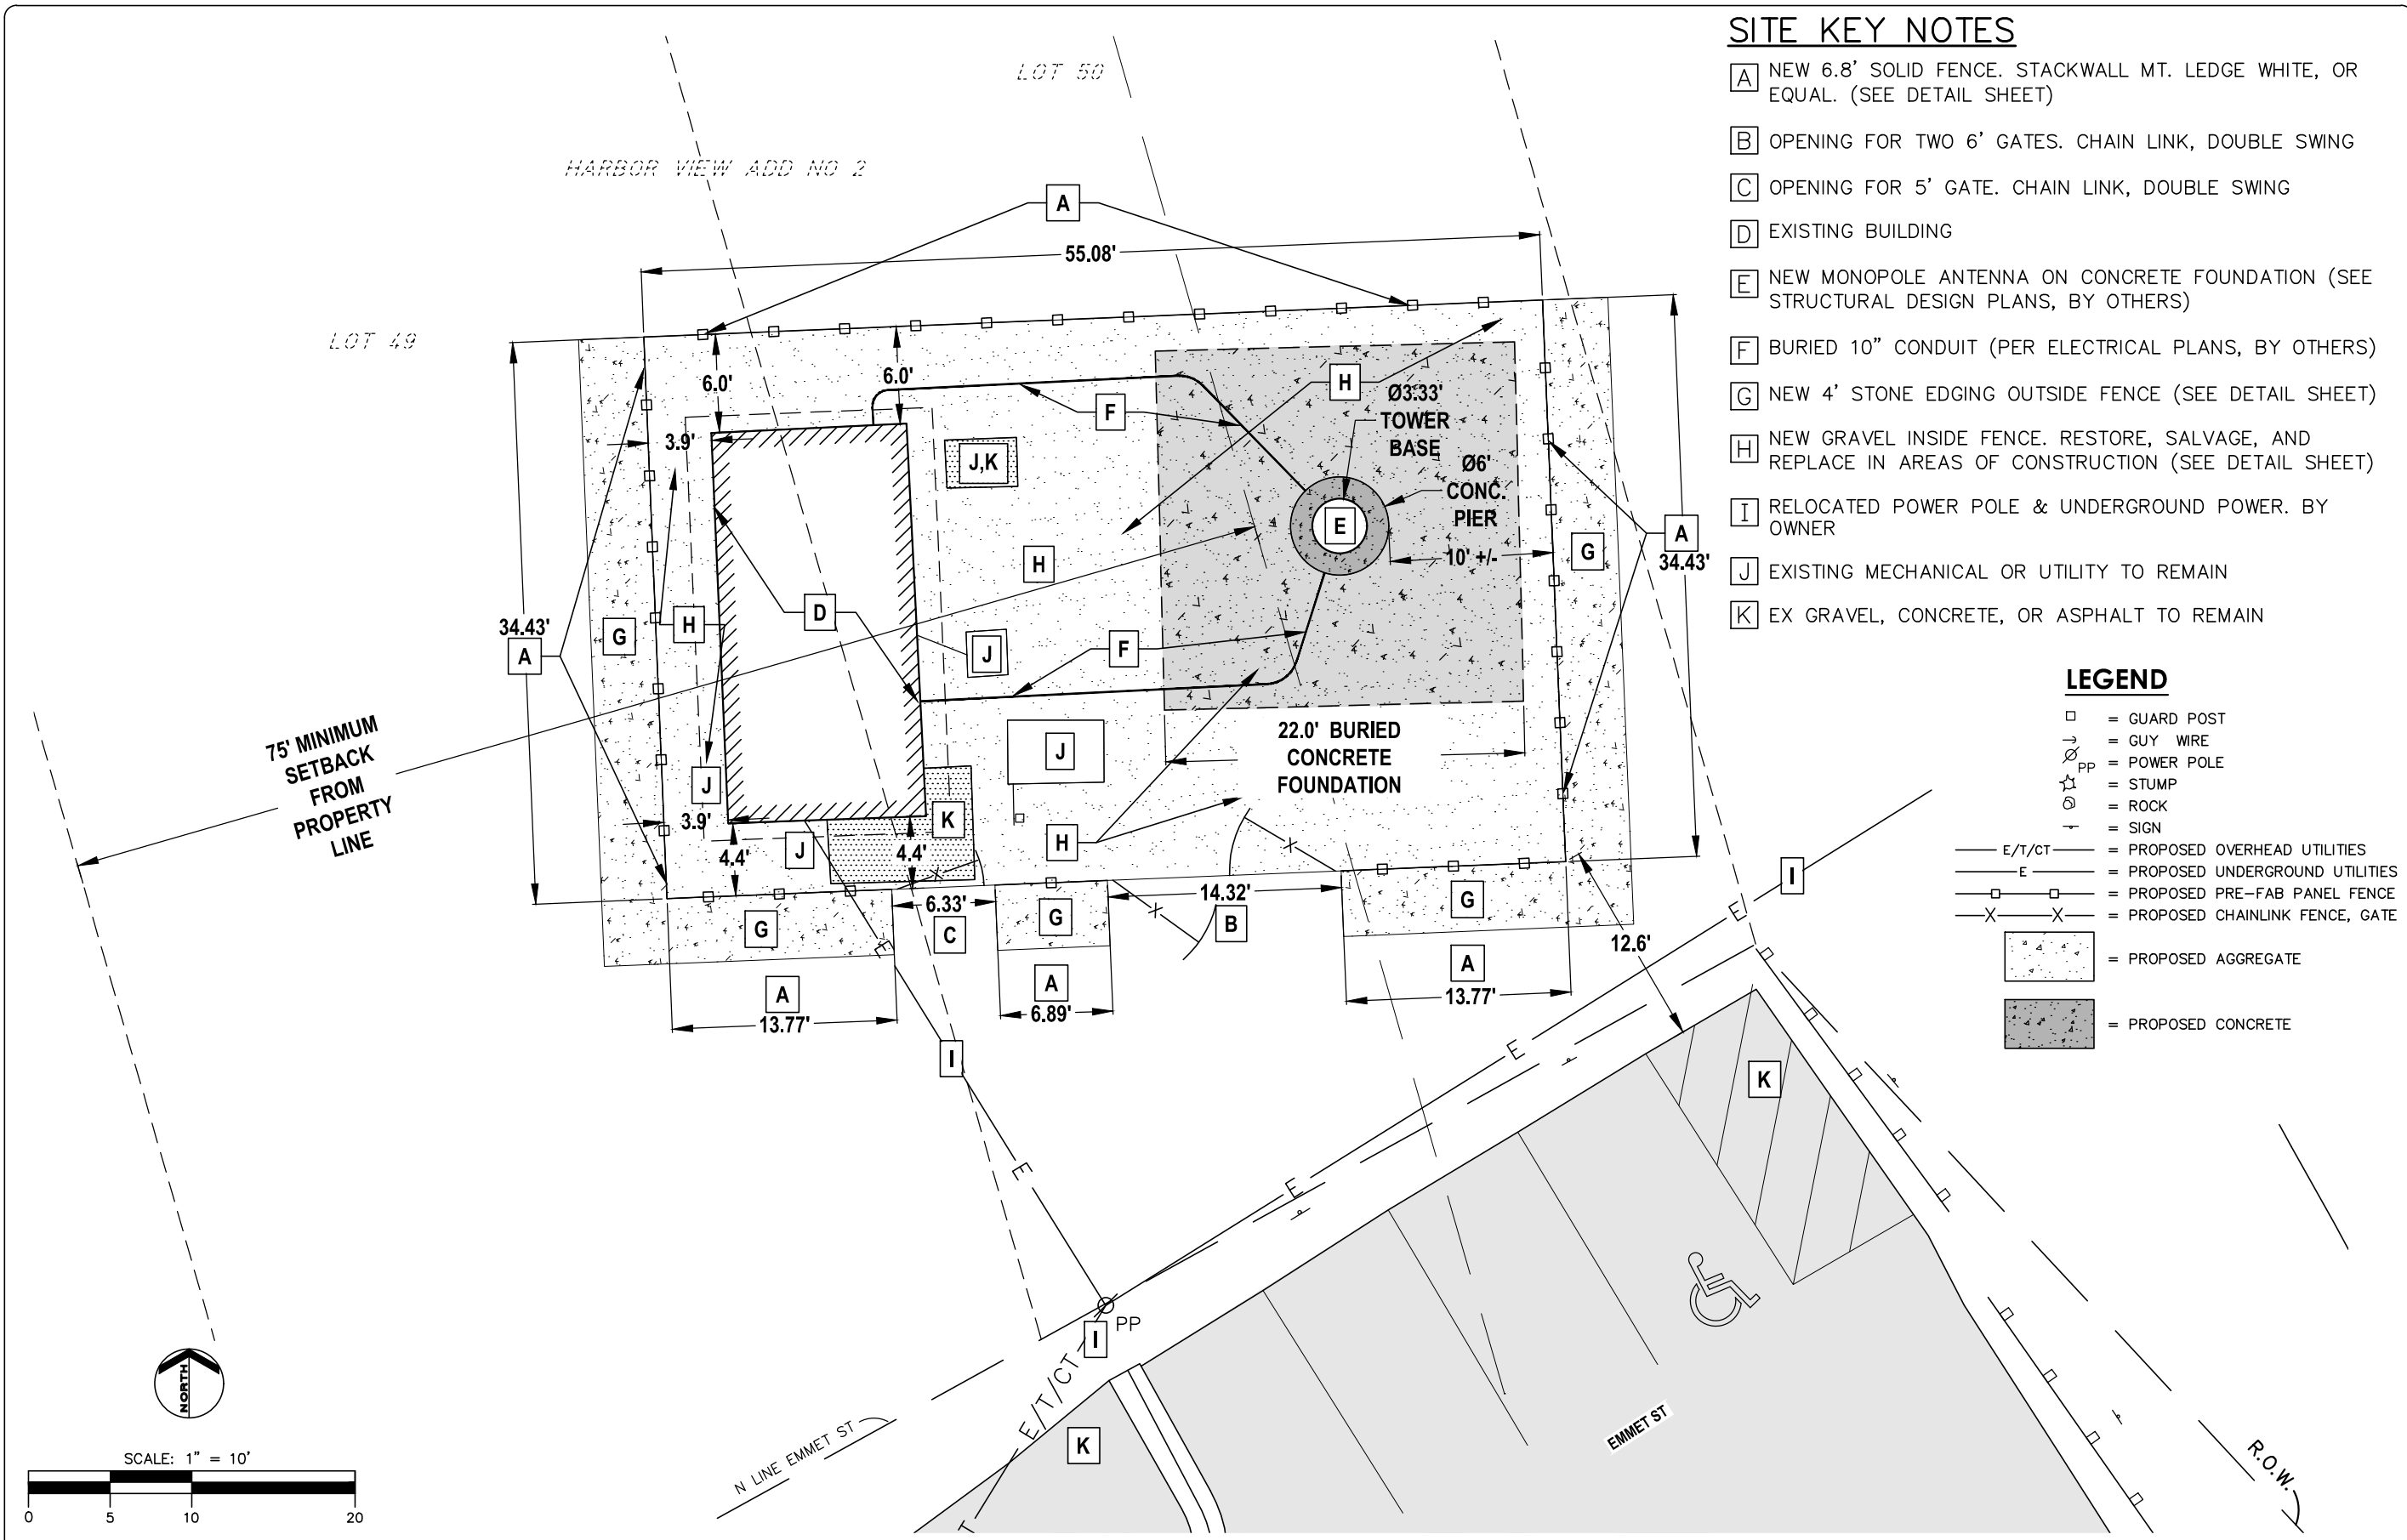 SITE KEY NOTES
A NEW 6.8' SOLID FENCE. STACKWALL MT. LEDGE WHITE, OR
EQUAL. (SEE DETAIL SHEET)
B OPENING FOR TWO 6' GATES. CHAIN LINK, DOUBLE SWING
C OPENING FOR 5' GATE. CHAIN LINK, DOUBLE SWING
D EXISTING BUILDING
E NEW MONOPOLE ANTENNA ON CONCRETE FOUNDATION (SEE
STRUCTURAL DESIGN PLANS, BY OTHERS)
F BURIED 10" CONDUIT (PER ELECTRICAL PLANS, BY OTHERS)
G NEW 4' STONE EDGING OUTSIDE FENCE (SEE DETAIL SHEET)
H NEW GRAVEL INSIDE FENCE. RESTORE, SALVAGE, AND
REPLACE IN AREAS OF CONSTRUCTION (SEE DETAIL SHEET)
I RELOCATED POWER POLE & UNDERGROUND POWER. BY
OWNER
J EXISTING MECHANICAL OR UTILITY TO REMAIN
K EX GRAVEL, CONCRETE, OR ASPHALT TO REMAIN
LEGEND
= GUARD POST
= GUY WIRE
PP = POWER POLE
= STUMP
= ROCK
= SIGN
E/T/CT = PROPOSED OVERHEAD UTILITIES
E = PROPOSED UNDERGROUND UTILITIES
= PROPOSED PRE-FAB PANEL FENCE
X X = PROPOSED CHAINLINK FENCE, GATE
= PROPOSED AGGREGATE
= PROPOSED CONCRETE
LOT 50
HARBOR VIEW ADD NO 2
LOT 49
A
55.08'
6.0'
6.0'
H
F
Ø3.33'
TOWER
BASE
3.9'
J,K
Ø6'
CONC.
PIER
E
A
34.43'
G
10' +/-
H
34.43'
A
G
H
D
F
J
75' MINIMUM
SETBACK
FROM
PROPERTY
LINE
22.0' BURIED
CONCRETE
FOUNDATION
J
J
3.9'
K
4.4'
J
4.4'
H
X
X
I
6.33'
14.32'
G
G
G
X
B
C
E
E
12.6'
A
13.77'
A
6.89'
A
13.77'
I
E
K
E
E
PP
I
E/T/CT
N LINE EMMET ST
K
EMMET ST
R.O.W.
T
NORTH
SCALE: 1" = 10'
0 5 10 20